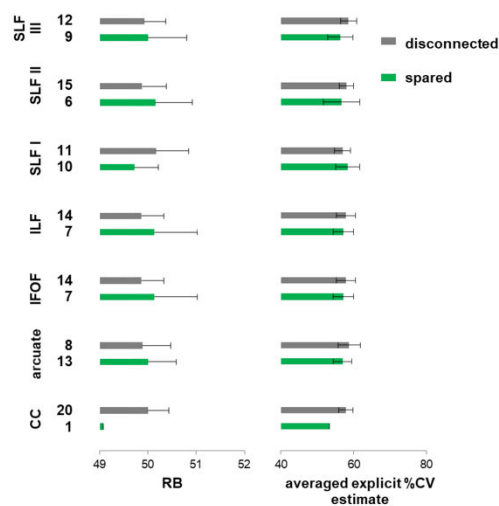 SLF III
12
9
SLF II
15
6
SLF I
11
10
ILF
14
7
IFOF
14
7
arcuate
8
13
CC
20
1
disconnected
spared
49 50 51 52
RB
40 60 80
averaged explicit %CV
estimate